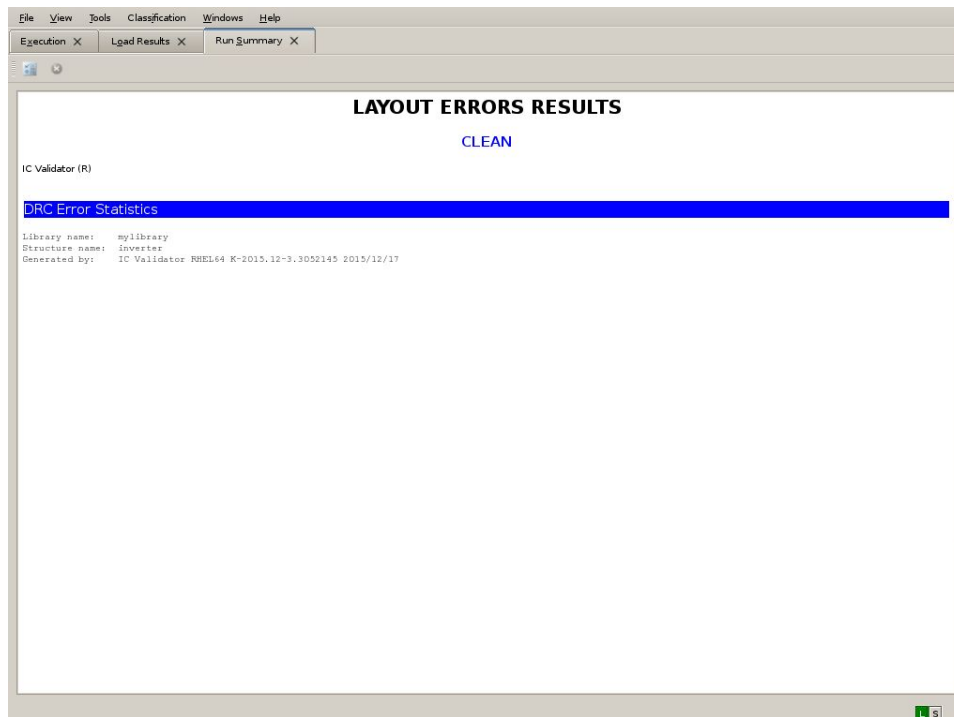 File View Tools Classification Windows Help
Execution X Load Results X Run Summary X
LAYOUT ERRORS RESULTS
CLEAN
IC Validator (R)
DRC Error Statistics
Library name: mylibrary
Structure name: inverter
Generated by: IC Validator RHEL64 K-2015.12-3.3052145 2015/12/17
L S